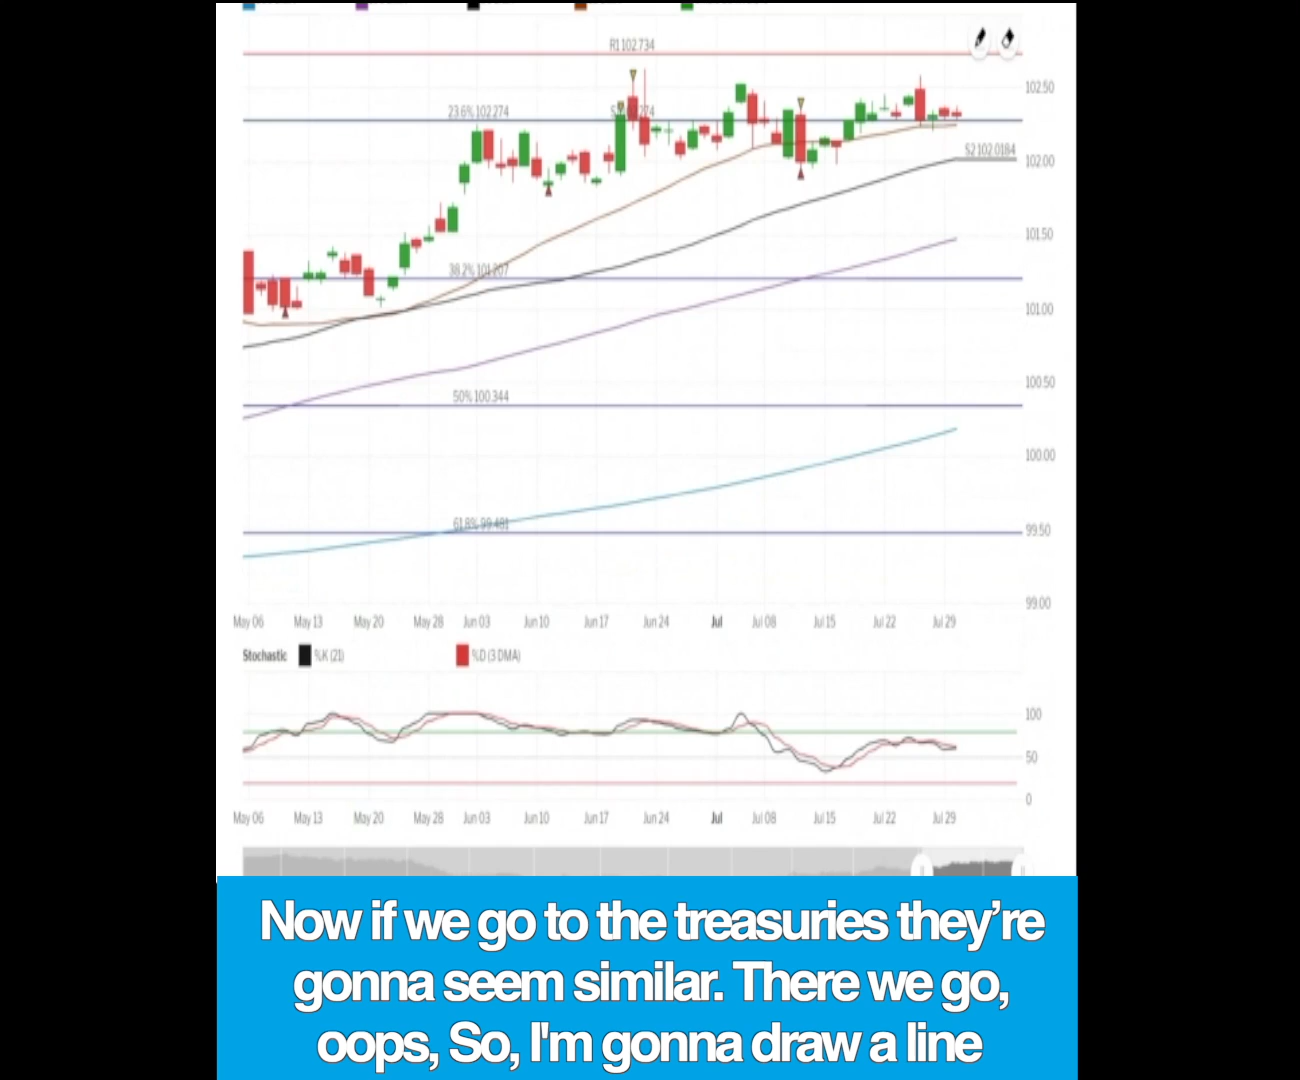 R1 102.734
102.50
23.6% 102.274
S2 102.0184
102.00
101.50
38.2% 101.207
101.00
100.50
50% 100.344
100.00
61.8% 99.481
99.50
99.00
May 06 May 13 May 20 May 28 Jun 03 Jun 10 Jun 17 Jun 24 Jul Jul 08 Jul 15 Jul 22 Jul 29
Stochastic %K (21) %D (3 DMA)
100
50
0
May 06 May 13 May 20 May 28 Jun 03 Jun 10 Jun 17 Jun 24 Jul Jul 08 Jul 15 Jul 22 Jul 29
Now if we go to the treasuries they're
gonna seem similar. There we go,
oops, So, I'm gonna draw a line